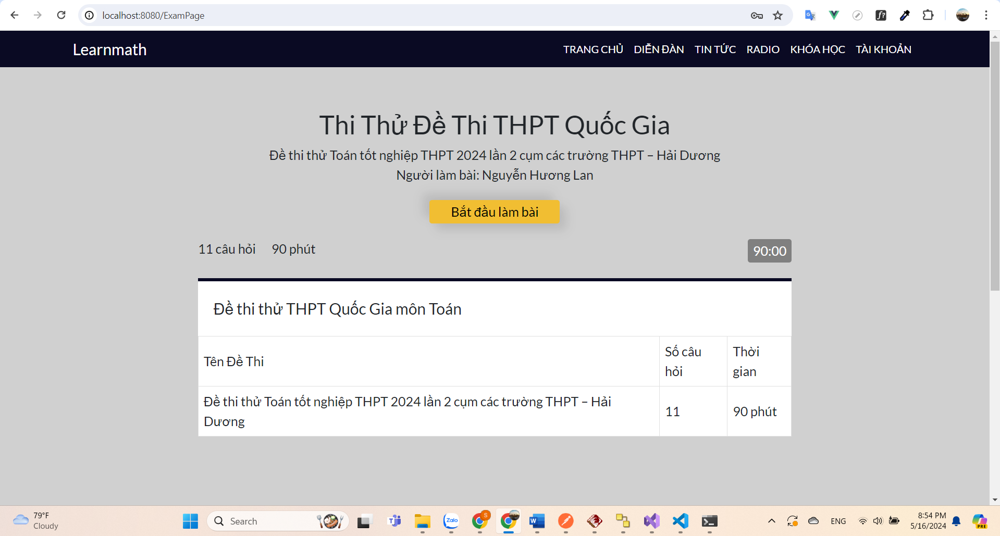 localhost:8080/ExamPage
Learnmath
TRANG CHỦ DIỄN ĐÀN TIN TỨC RADIO KHÓA HỌC TÀI KHOẢN
Thi Thử Đề Thi THPT Quốc Gia
Đề thi thử Toán tốt nghiệp THPT 2024 lần 2 cụm các trường THPT – Hải Dương
Người làm bài: Nguyễn Hương Lan
Bắt đầu làm bài
11 câu hỏi 90 phút 90:00
Đề thi thử THPT Quốc Gia môn Toán
Tên Đề Thi
Số câu
hỏi
Thời
gian
Đề thi thử Toán tốt nghiệp THPT 2024 lần 2 cụm các trường THPT – Hải
Dương
11
90 phút
79°F
Cloudy
Search
Zalo
S
ENG
8:54 PM
5/16/2024
PRE